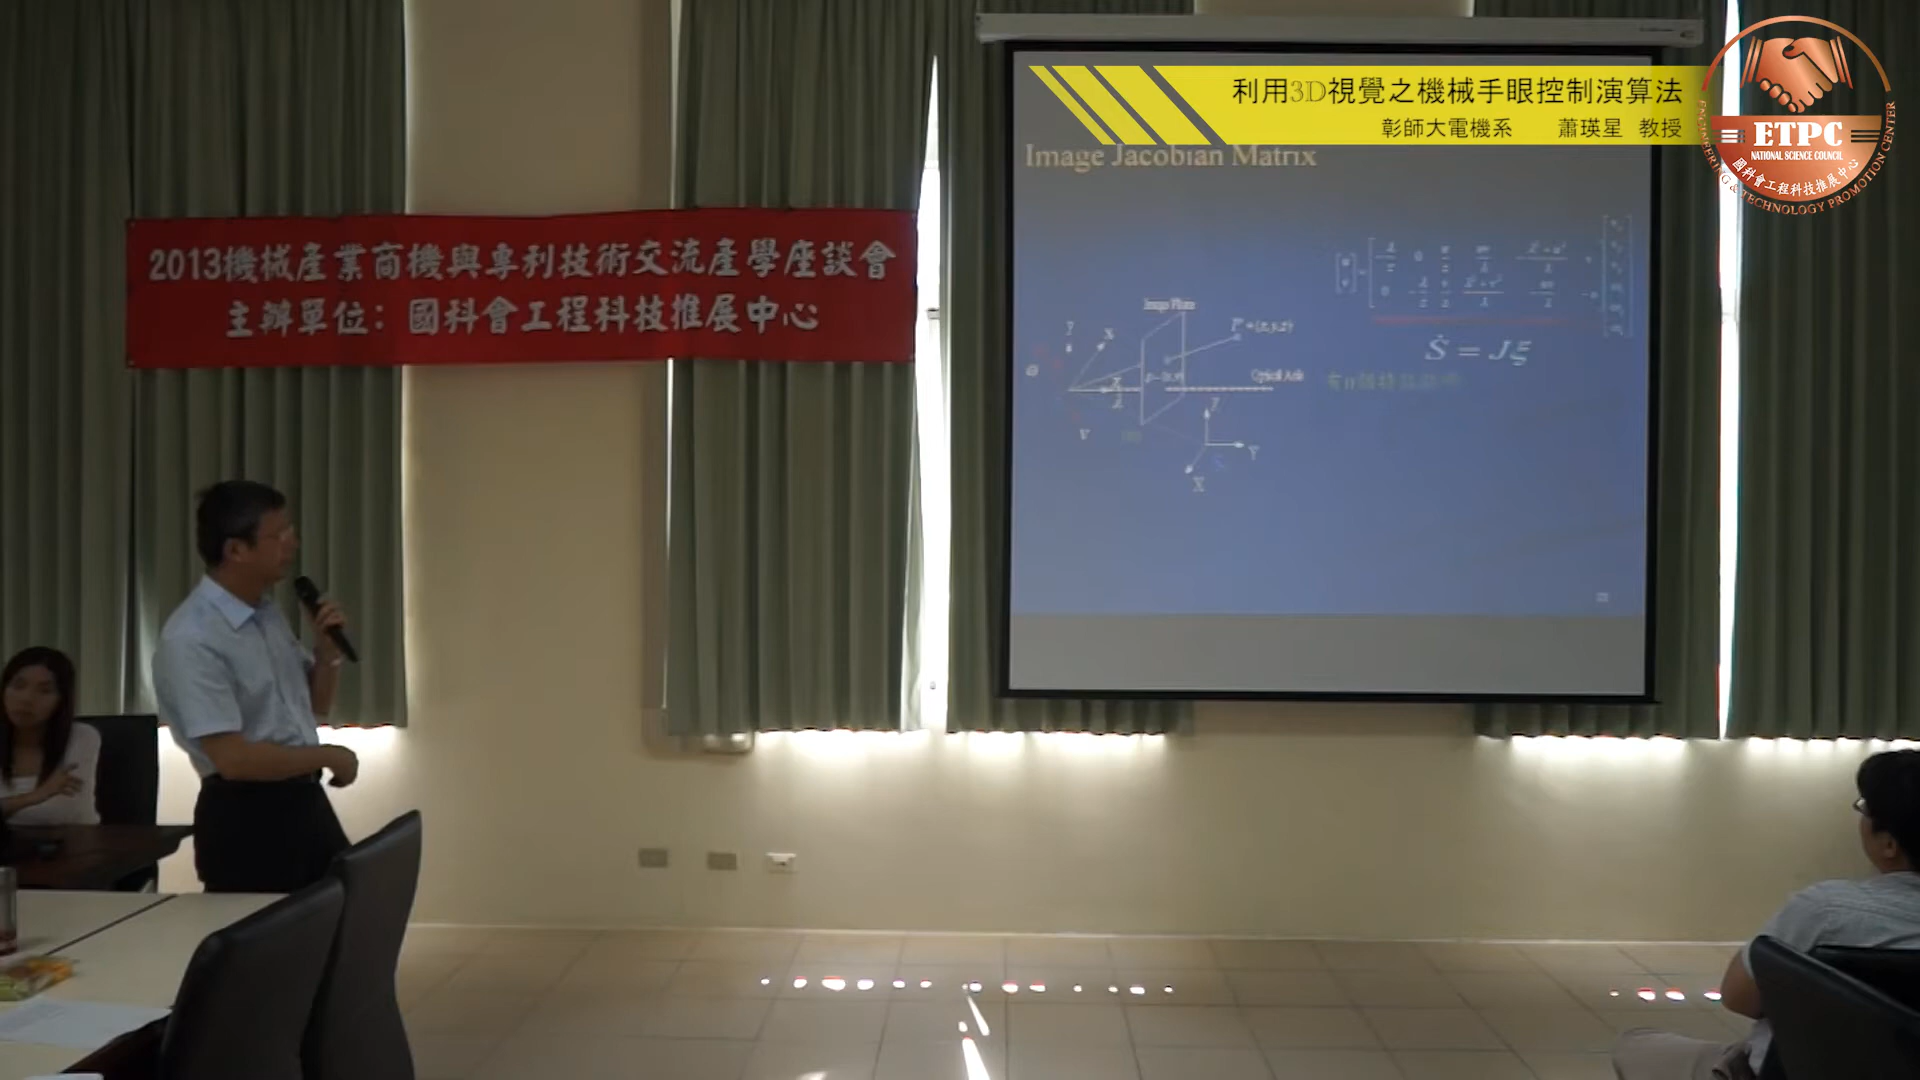 利用3D視覺之機械手眼控制演算法
彰師大電機系 蕭瑛星 教授
ETPC
NATIONAL SCIENCE COUNCIL
國科會工程科技推展中心
ENGINEERING & TECHNOLOGY PROMOTION CENTER
Image Jacobian Matrix
2013機械產業商機與專利技術交流產學座談會
主辦單位：國科會工程科技推展中心
Image Plane
Optical Axis
Ṡ = Jξ